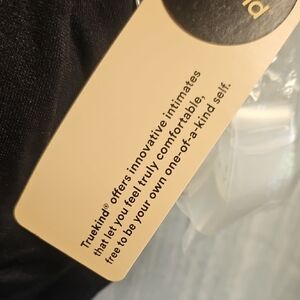 Truekind® offers innovative intimates
that let you feel truly comfortable,
free to be your own one-of-a-kind self.